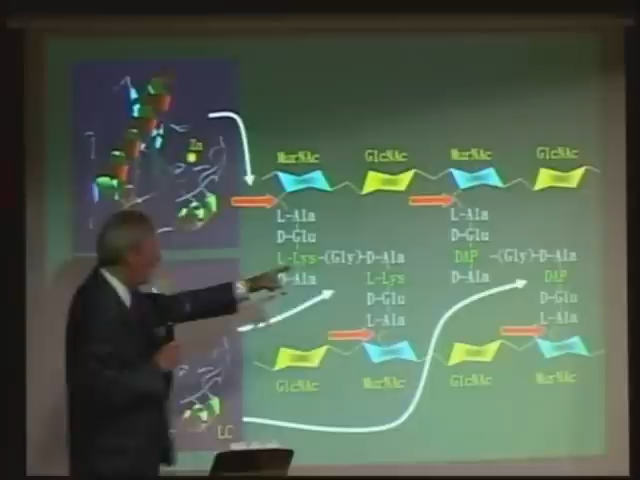 Zn
MurNAc GlcNAc MurNAc GlcNAc
L-Ala L-Ala
D-Glu D-Glu
L-Lys-(Gly)-D-Ala DAP -(Gly)-D-Ala
D-Ala L-Lys D-Ala DAP
D-Glu D-Glu
L-Ala L-Ala
GlcNAc MurNAc GlcNAc MurNAc
LC